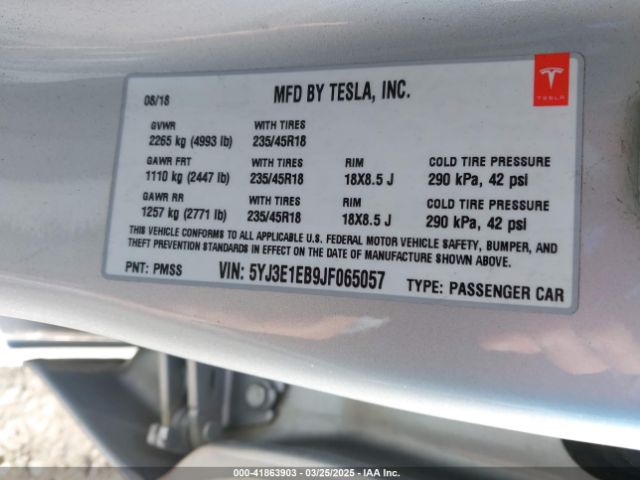 08/18
MFD BY TESLA, INC.
TESLA
GVWR
WITH TIRES
2265 kg (4993 lb)
235/45R18
GAWR FRT
WITH TIRES
RIM
COLD TIRE PRESSURE
1110 kg (2447 lb)
235/45R18
18X8.5 J
290 kPa, 42 psi
GAWR RR
WITH TIRES
RIM
COLD TIRE PRESSURE
1257 kg (2771 lb)
235/45R18
18X8.5 J
290 kPa, 42 psi
THIS VEHICLE CONFORMS TO ALL APPLICABLE U.S. FEDERAL MOTOR VEHICLE SAFETY, BUMPER, AND
THEFT PREVENTION STANDARDS IN EFFECT ON THE DATE OF MANUFACTURE SHOWN ABOVE.
PNT: PMSS
VIN: 5YJ3E1EB9JF065057
TYPE: PASSENGER CAR
000-41863903 - 03/25/2025 - IAA Inc.